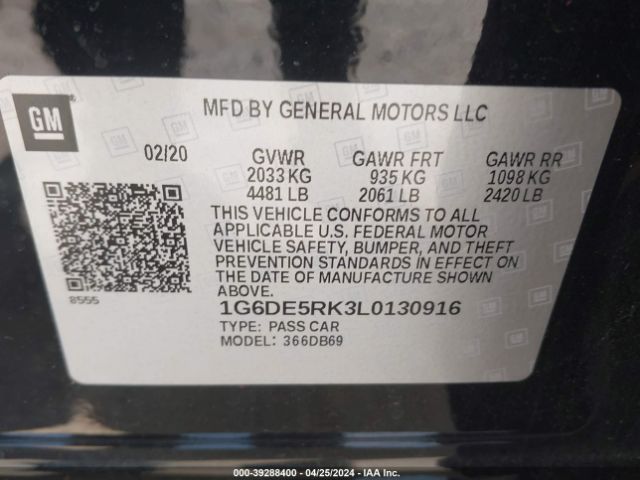 GM
MFD BY GENERAL MOTORS LLC
02/20
GVWR GAWR FRT GAWR RR
2033 KG 935 KG 1098 KG
4481 LB 2061 LB 2420 LB
THIS VEHICLE CONFORMS TO ALL
APPLICABLE U.S. FEDERAL MOTOR
VEHICLE SAFETY, BUMPER, AND THEFT
PREVENTION STANDARDS IN EFFECT ON
THE DATE OF MANUFACTURE SHOWN
ABOVE.
8555
1G6DE5RK3L0130916
TYPE: PASS CAR
MODEL: 366DB69
000-39288400 - 04/25/2024 - IAA Inc.